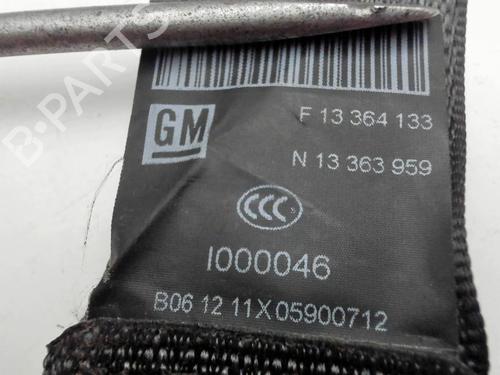 B-PARTS
GM
F 13 364 133
N 13 363 959
CCC
I000046
B06 12 11X05900712